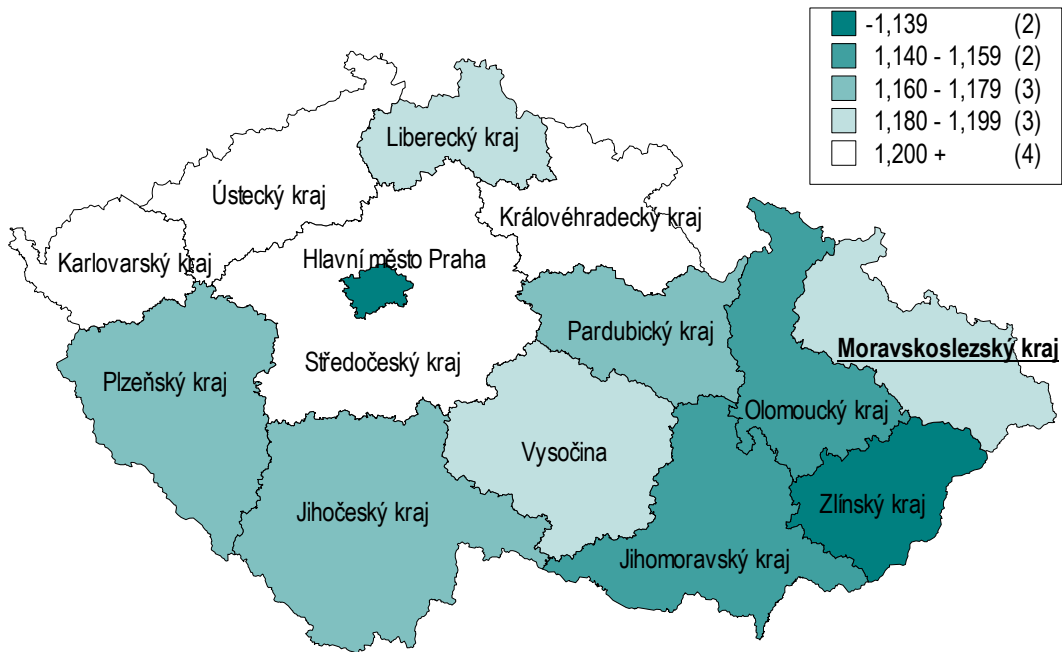 -1,139 (2)
1,140 - 1,159 (2)
1,160 - 1,179 (3)
1,180 - 1,199 (3)
1,200 + (4)
Liberecký kraj
Ústecký kraj
Královéhradecký kraj
Karlovarský kraj
Hlavní město Praha
Pardubický kraj
Moravskoslezský kraj
Středočeský kraj
Plzeňský kraj
Olomoucký kraj
Vysočina
Zlínský kraj
Jihočeský kraj
Jihomoravský kraj